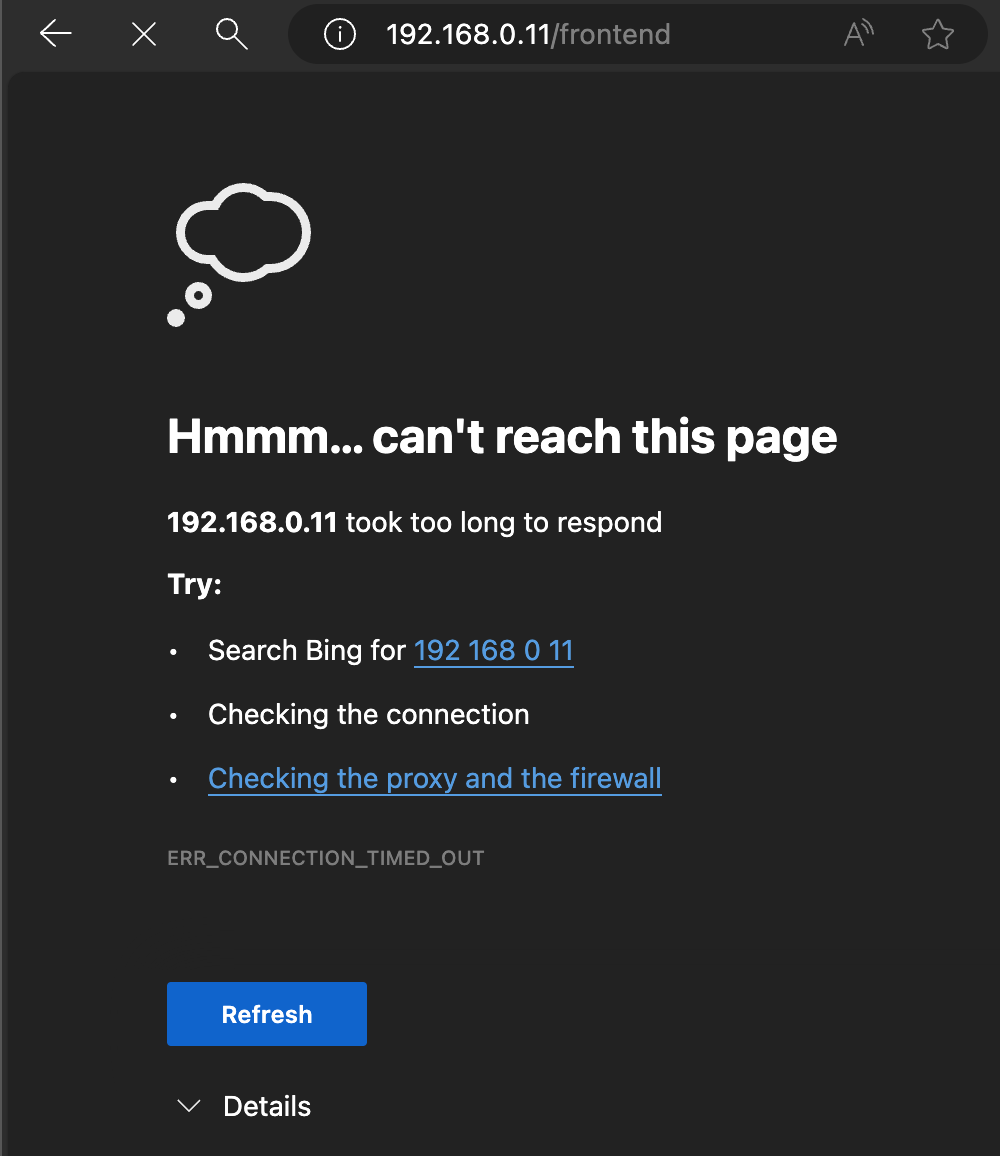 192.168.0.11/frontend
Hmmm... can't reach this page
192.168.0.11 took too long to respond
Try:
• Search Bing for 192 168 0 11
• Checking the connection
• Checking the proxy and the firewall
ERR_CONNECTION_TIMED_OUT
Refresh
Details